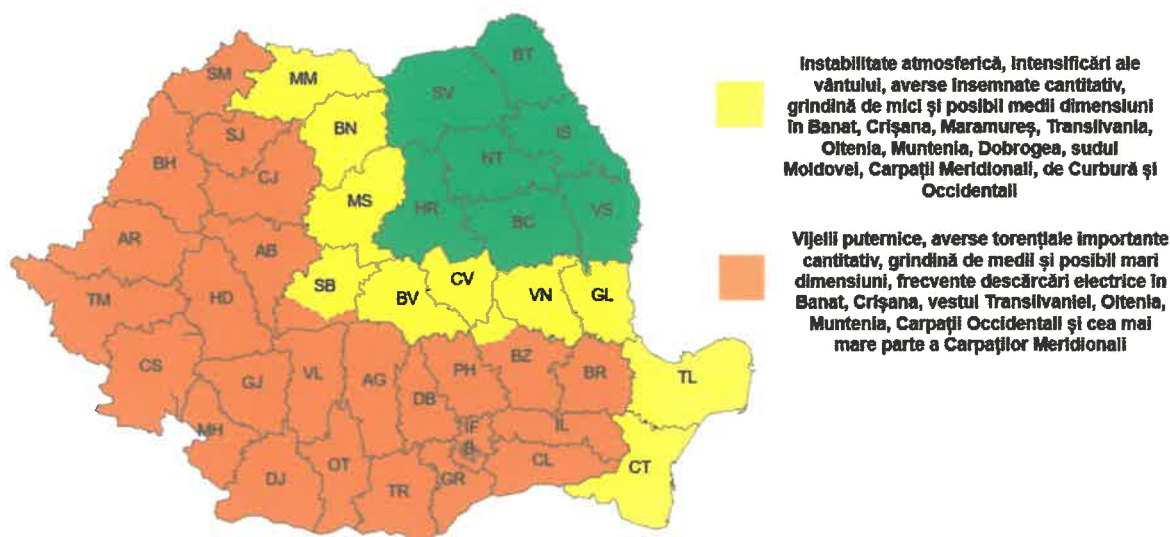 BT
SM
MM
SV
BN
IS
SJ
NT
BH
CJ
MS
HR
BC
VS
AR
AB
SB
CV
VN
GL
BV
TM
HD
CS
GJ
VL
AG
PH
BZ
BR
TL
DB
MH
IF
IL
B
CL
CT
DJ
OT
TR
GR
Instabilitate atmosferică, intensificări ale
vântului, averse însemnate cantitativ,
grindină de mici și posibil medii dimensiuni
în Banat, Crișana, Maramureș, Transilvania,
Oltenia, Muntenia, Dobrogea, sudul
Moldovei, Carpații Meridionali, de Curbură și
Occidentali
Vijelii puternice, averse torențiale importante
cantitativ, grindină de medii și posibil mari
dimensiuni, frecvente descărcări electrice în
Banat, Crișana, vestul Transilvaniei, Oltenia,
Muntenia, Carpații Occidentali și cea mai
mare parte a Carpaților Meridionali